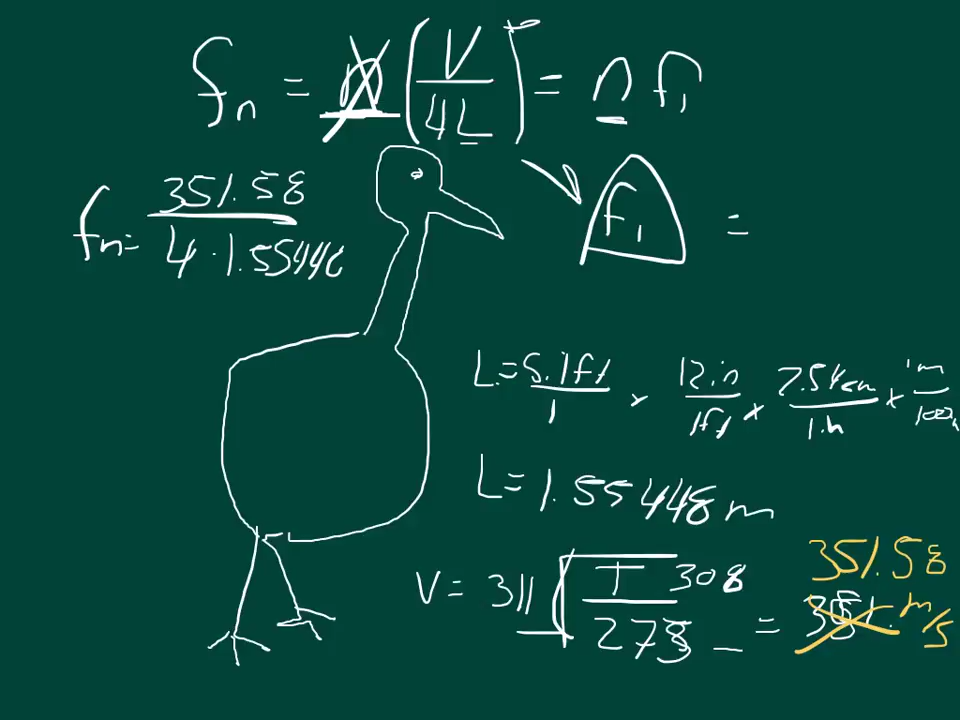 fn = n (V/4L) = n f1
fn = 351.58 / 4 · 1.55448
f1 =
L = 5.1ft/1 × 12in/1ft × 2.54cm/1in × 1m/100cm
L = 1.55448 m
V = 311 √(T 308 / 273) = 351.58 m/s